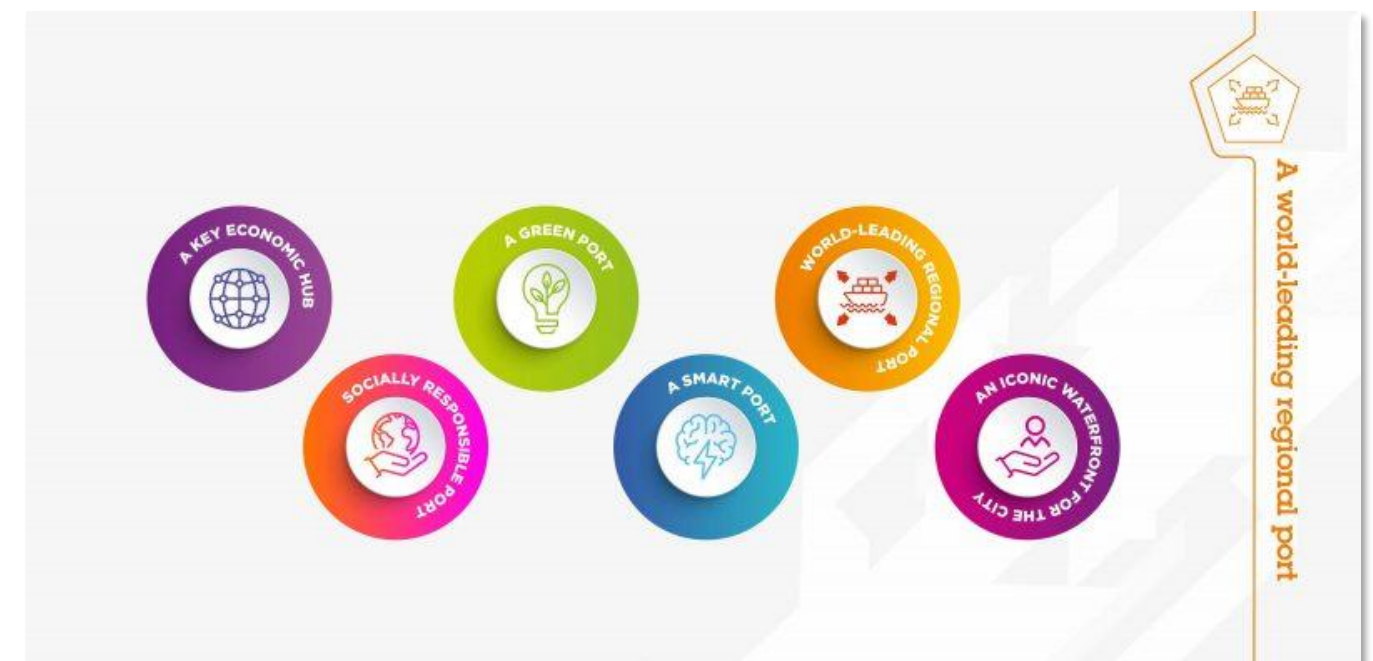 A KEY ECONOMIC HUB
SOCIALLY RESPONSIBLE PORT
A GREEN PORT
A SMART PORT
WORLD-LEADING REGIONAL PORT
AN ICONIC WATERFRONT FOR THE CITY
A world-leading regional port